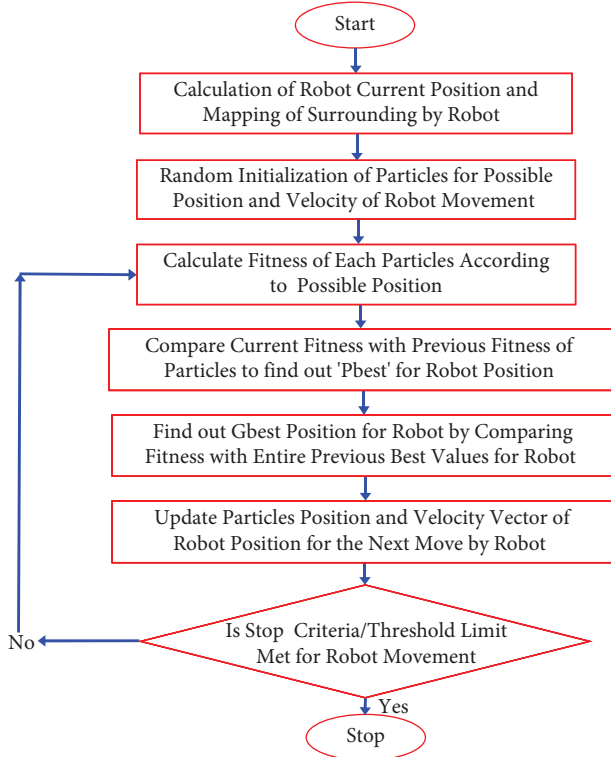 Start
Calculation of Robot Current Position and
Mapping of Surrounding by Robot
Random Initialization of Particles for Possible
Position and Velocity of Robot Movement
Calculate Fitness of Each Particles According
to Possible Position
Compare Current Fitness with Previous Fitness of
Particles to find out 'Pbest' for Robot Position
Find out Gbest Position for Robot by Comparing
Fitness with Entire Previous Best Values for Robot
Update Particles Position and Velocity Vector of
Robot Position for the Next Move by Robot
Is Stop Criteria/Threshold Limit
Met for Robot Movement
No
Yes
Stop